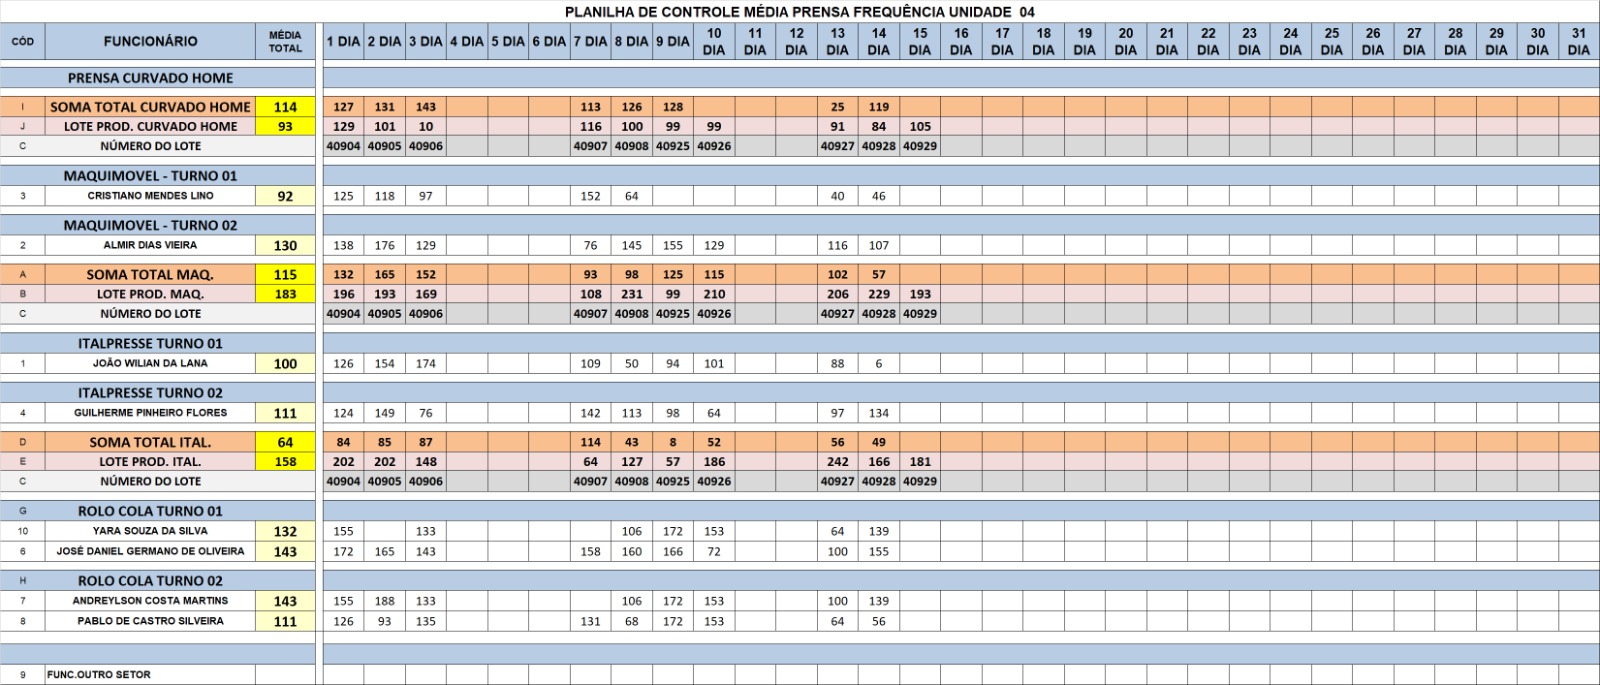 PLANILHA DE CONTROLE MÉDIA PRENSA FREQUÊNCIA UNIDADE 04
CÓD FUNCIONÁRIO MÉDIA TOTAL 1 DIA 2 DIA 3 DIA 4 DIA 5 DIA 6 DIA 7 DIA 8 DIA 9 DIA 10 DIA 11 DIA 12 DIA 13 DIA 14 DIA 15 DIA 16 DIA 17 DIA 18 DIA 19 DIA 20 DIA 21 DIA 22 DIA 23 DIA 24 DIA 25 DIA 26 DIA 27 DIA 28 DIA 29 DIA 30 DIA 31 DIA
PRENSA CURVADO HOME
I SOMA TOTAL CURVADO HOME 114 127 131 143 113 126 128 25 119
J LOTE PROD. CURVADO HOME 93 129 101 10 116 100 99 99 91 84 105
C NÚMERO DO LOTE 40904 40905 40906 40907 40908 40925 40926 40927 40928 40929
MAQUIMOVEL - TURNO 01
3 CRISTIANO MENDES LINO 92 125 118 97 152 64 40 46
MAQUIMOVEL - TURNO 02
2 ALMIR DIAS VIEIRA 130 138 176 129 76 145 155 129 116 107
A SOMA TOTAL MAQ. 115 132 165 152 93 98 125 115 102 57
B LOTE PROD. MAQ. 183 196 193 169 108 231 99 210 206 229 193
C NÚMERO DO LOTE 40904 40905 40906 40907 40908 40925 40926 40927 40928 40929
ITALPRESSE TURNO 01
1 JOÃO WILIAN DA LANA 100 126 154 174 109 50 94 101 88 6
ITALPRESSE TURNO 02
4 GUILHERME PINHEIRO FLORES 111 124 149 76 142 113 98 64 97 134
D SOMA TOTAL ITAL. 64 84 85 87 114 43 8 52 56 49
E LOTE PROD. ITAL. 158 202 202 148 64 127 57 186 242 166 181
C NÚMERO DO LOTE 40904 40905 40906 40907 40908 40925 40926 40927 40928 40929
G ROLO COLA TURNO 01
10 YARA SOUZA DA SILVA 132 155 133 106 172 153 64 139
6 JOSÉ DANIEL GERMANO DE OLIVEIRA 143 172 165 143 158 160 166 72 100 155
H ROLO COLA TURNO 02
7 ANDREYLSON COSTA MARTINS 143 155 188 133 106 172 153 100 139
8 PABLO DE CASTRO SILVEIRA 111 126 93 135 131 68 172 153 64 56
9 FUNC.OUTRO SETOR